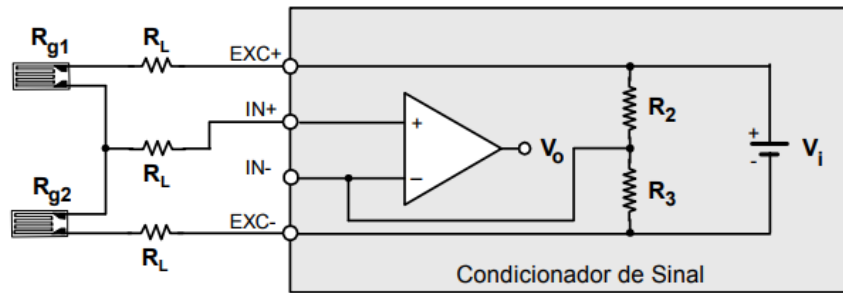 Rg1
RL
EXC+
IN+
+
R2
+
RL
IN-
Vo
Vi
-
–
Rg2
R3
EXC-
RL
Condicionador de Sinal